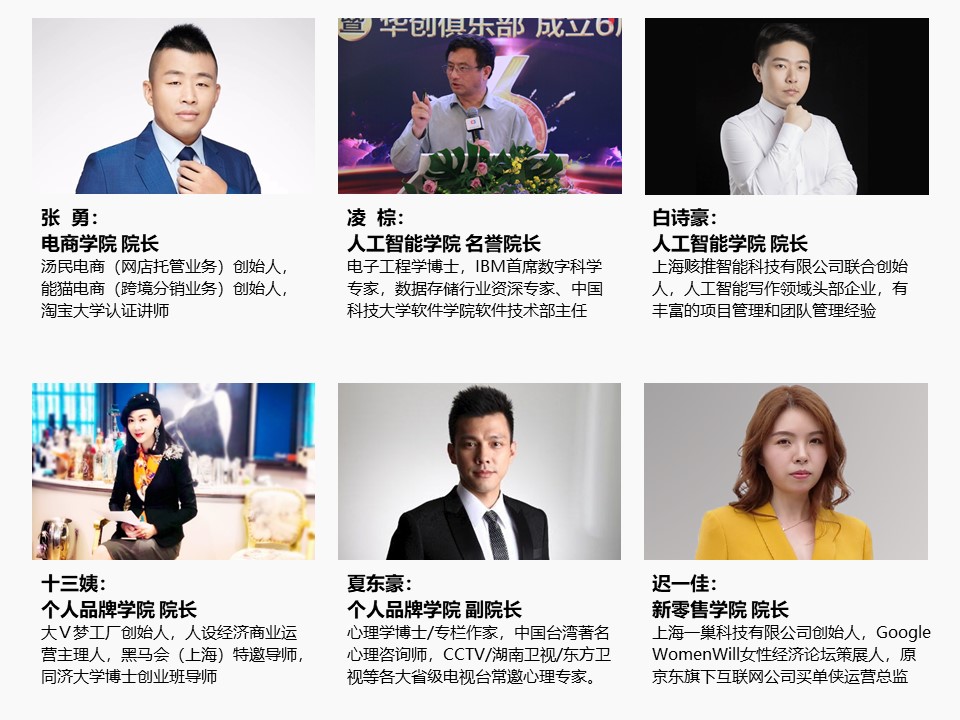 暨 华创俱乐部 成立6周
张 勇：
电商学院 院长
汤民电商（网店托管业务）创始人，
能猫电商（跨境分销业务）创始人，
淘宝大学认证讲师
凌 棕：
人工智能学院 名誉院长
电子工程学博士，IBM首席数字科学
专家，数据存储行业资深专家、中国
科技大学软件学院软件技术部主任
白诗豪：
人工智能学院 院长
上海赅推智能科技有限公司联合创始
人，人工智能写作领域头部企业，有
丰富的项目管理和团队管理经验
十三姨：
个人品牌学院 院长
大Ｖ梦工厂创始人，人设经济商业运
营主理人，黑马会（上海）特邀导师，
同济大学博士创业班导师
夏东豪：
个人品牌学院 副院长
心理学博士/专栏作家，中国台湾著名
心理咨询师，CCTV/湖南卫视/东方卫
视等各大省级电视台常邀心理专家。
迟一佳：
新零售学院 院长
上海一巢科技有限公司创始人，Google
WomenWill女性经济论坛策展人，原
京东旗下互联网公司买单侠运营总监